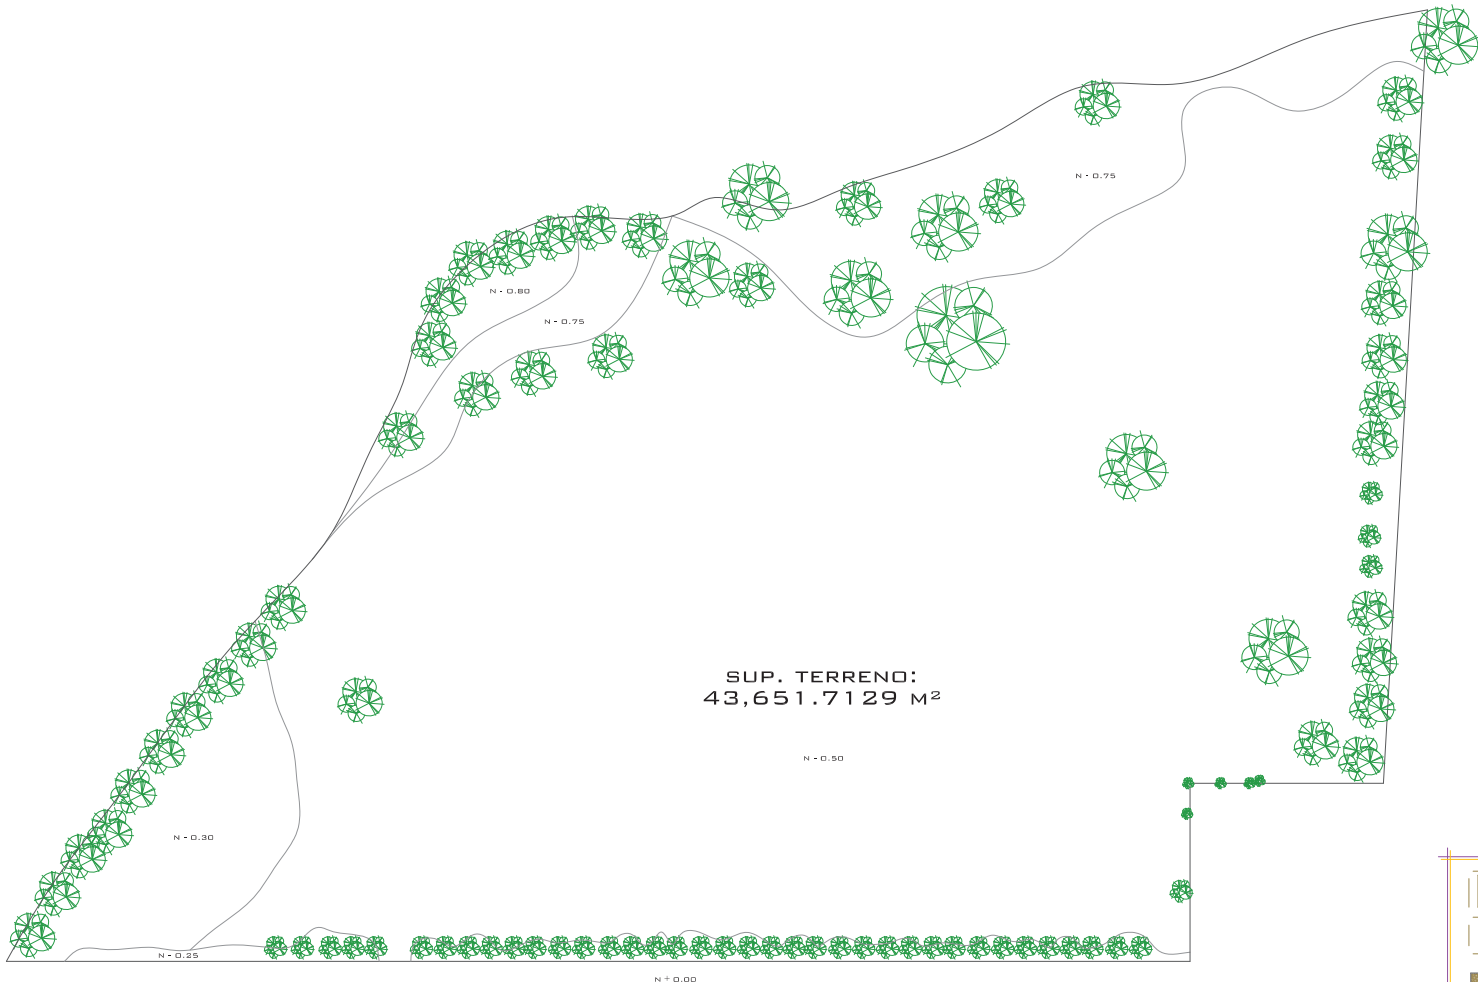 N - 0.75
N - 0.80
N - 0.75
SUP. TERRENO:
43,651.7129 M²
N - 0.50
N - 0.30
N - 0.25
N + 0.00